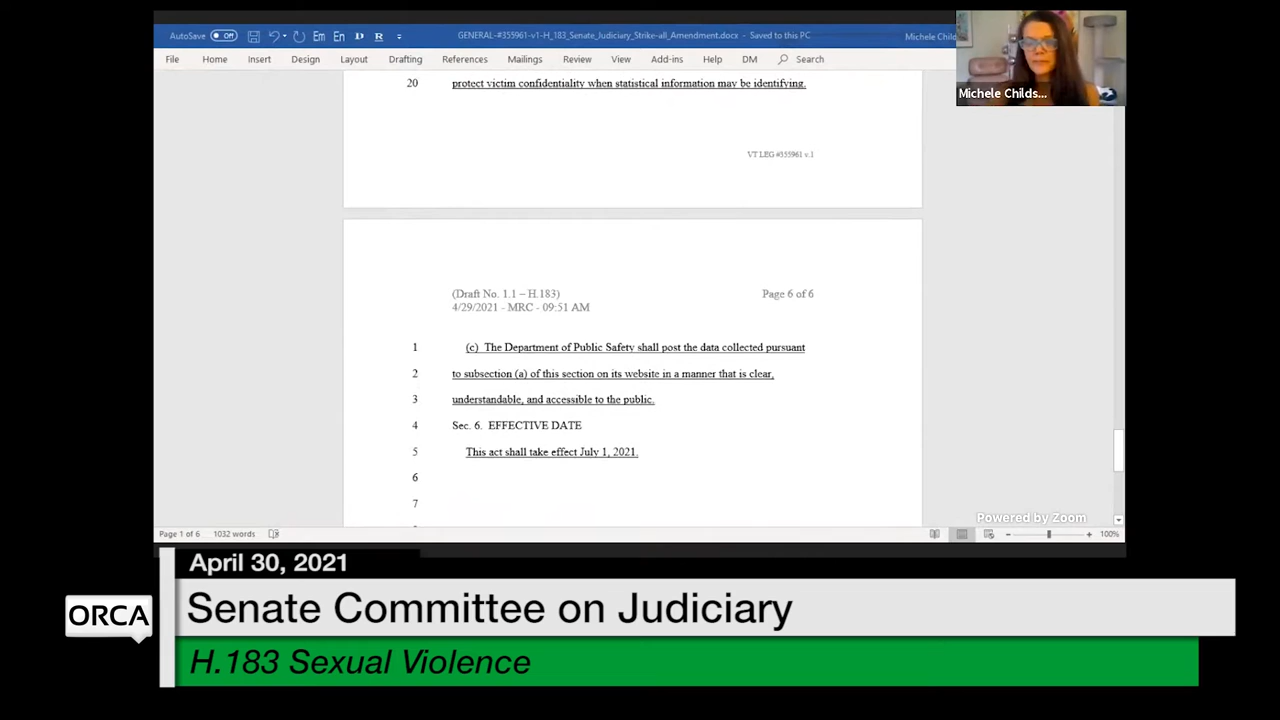 AutoSave Off Em En D R GENERAL-#355961-v1-H_183_Senate_Judiciary_Strike-all_Amendment.docx - Saved to this PC Michele Child
File Home Insert Design Layout References Mailings Review View Add-ins Help DM Search
Michele Childs...
20 protect victim confidentiality when statistical information may be identifying.
VT LEG #355961 v.1
(Draft No. 1.1 – H.183) Page 6 of 6
4/29/2021 - MRC - 09:51 AM
1 (c) The Department of Public Safety shall post the data collected pursuant
2 to subsection (a) of this section on its website in a manner that is clear,
3 understandable, and accessible to the public.
4 Sec. 6. EFFECTIVE DATE
5 This act shall take effect July 1, 2021.
6
7
Powered by Zoom
Page 1 of 6 1032 words 100%
April 30, 2021
ORCA
Senate Committee on Judiciary
H.183 Sexual Violence